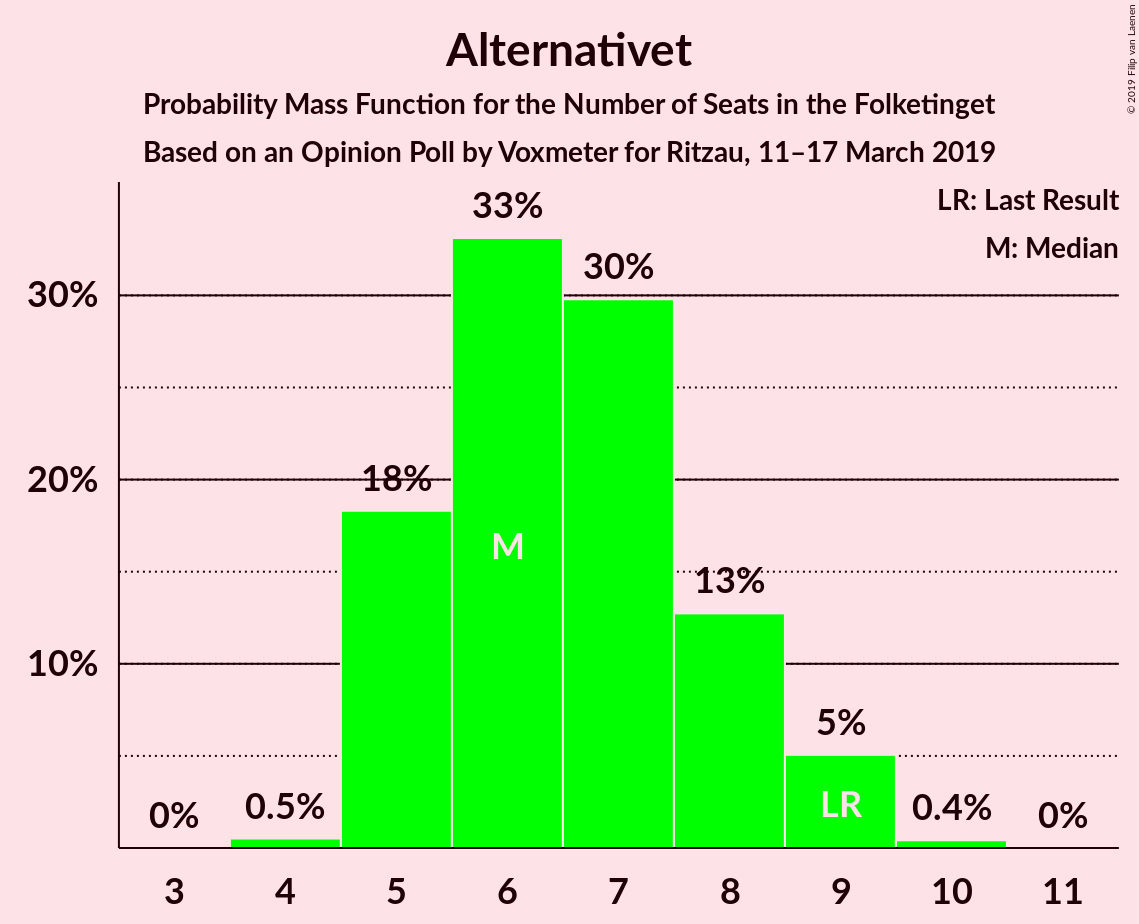 Alternativet
Probability Mass Function for the Number of Seats in the Folketinget
Based on an Opinion Poll by Voxmeter for Ritzau, 11–17 March 2019
© 2019 Filip van Laenen
LR: Last Result
M: Median
33%
30%
30%
20%
18%
M
13%
10%
5%
LR
0%
0.5%
0.4%
0%
3 4 5 6 7 8 9 10 11